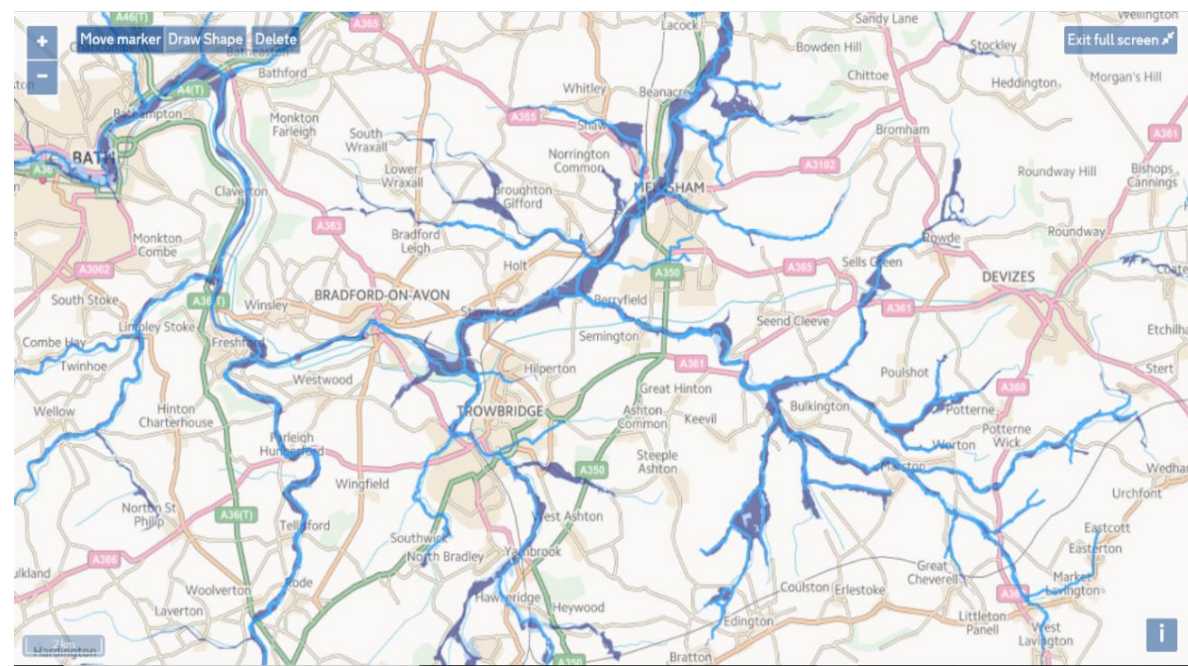 A46(T)
A365
Lacock
Sandy Lane
Wellington
+
Move marker
Draw Shape
Delete
Exit full screen
Batheaston
Bowden Hill
Stockley
−
Bathford
Chittoe
Heddington
Morgan's Hill
A4(T)
Whitley
Beanacre
Bathampton
Monkton
Farleigh
A365
Shaw
South
Wraxall
Bromham
A361
BATH
A36
Norrington
Common
A3102
Lower
Wraxall
Roundway Hill
Bishops
Cannings
Claverton
Broughton
Gifford
MELKSHAM
A363
Bradford
Leigh
Rowde
Roundway
Monkton
Combe
A3062
Holt
A350
A365
Sells Green
DEVIZES
South Stoke
A36(T)
Winsley
BRADFORD-ON-AVON
Berryfield
A361
Limpley Stoke
Staverton
Seend Cleeve
Combe Hay
Freshford
Semington
Twinhoe
A361
Hilperton
Westwood
Great Hinton
Poulshot
Stert
A360
Wellow
Hinton
Charterhouse
TROWBRIDGE
Ashton
Common
Keevil
Bulkington
Potterne
Farleigh
Hungerford
Potterne
Wick
Worton
Steeple
Ashton
A350
Marston
Wingfield
Urchfont
Norton St
Philip
A36(T)
Tellisford
West Ashton
Eastcott
Southwick
North Bradley
Yarnbrook
Easterton
A366
Great
Cheverell
Rode
Woolverton
Hawkeridge
Coulston
Erlestoke
Market
Lavington
Laverton
Heywood
Edington
Littleton
Panell
West
Lavington
2 km
Hardington
A350
Bratton
i